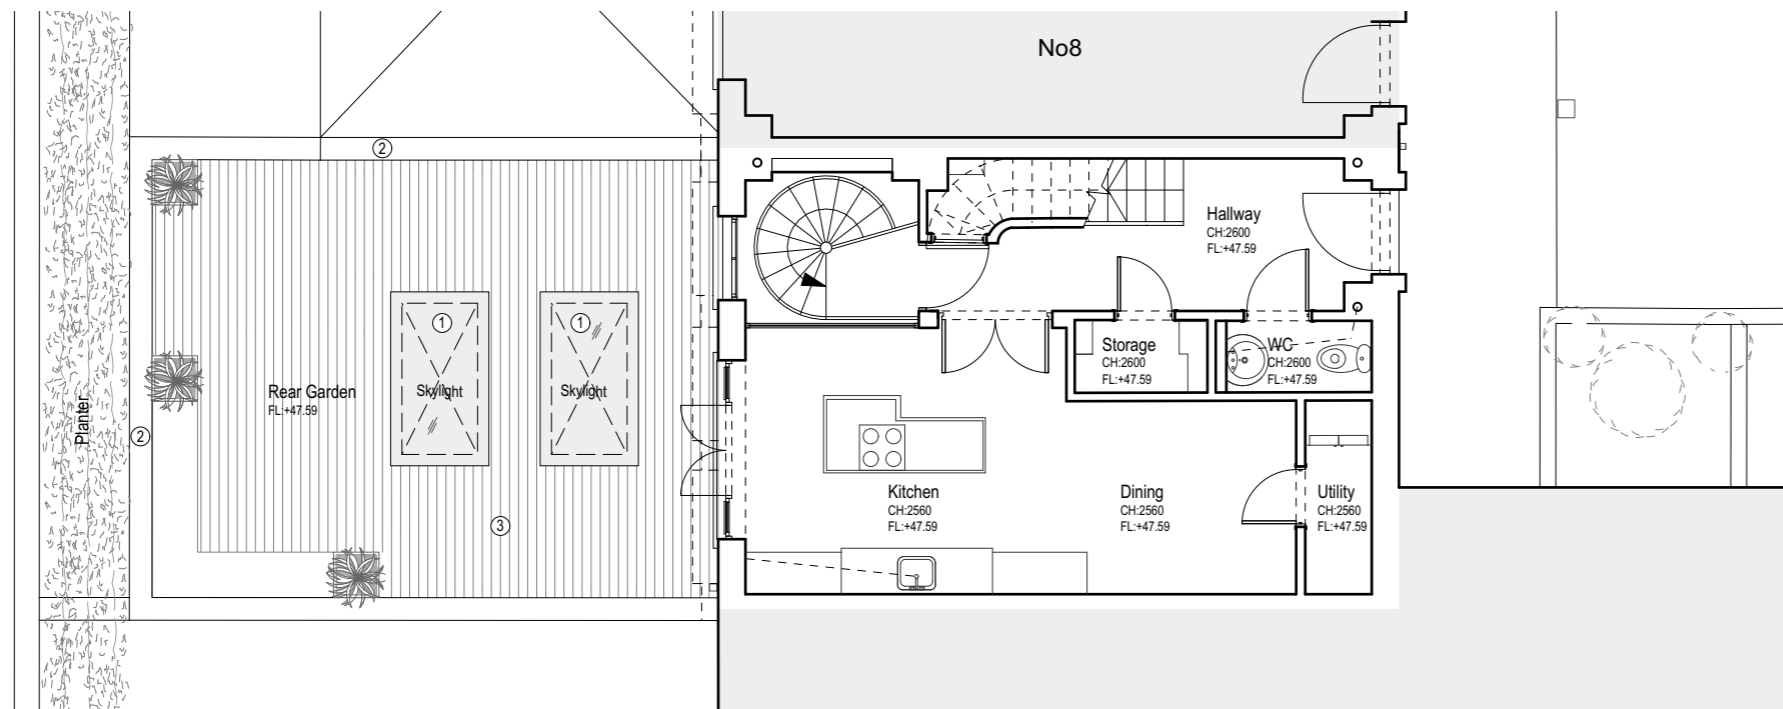 No8
2
Hallway
CH:2600
FL:+47.59
1
1
Storage
CH:2600
FL:+47.59
WC
CH:2600
FL:+47.59
Rear Garden
FL:+47.59
Skylight
Skylight
Planter
2
Kitchen
CH:2560
FL:+47.59
Dining
CH:2560
FL:+47.59
Utility
CH:2560
FL:+47.59
3